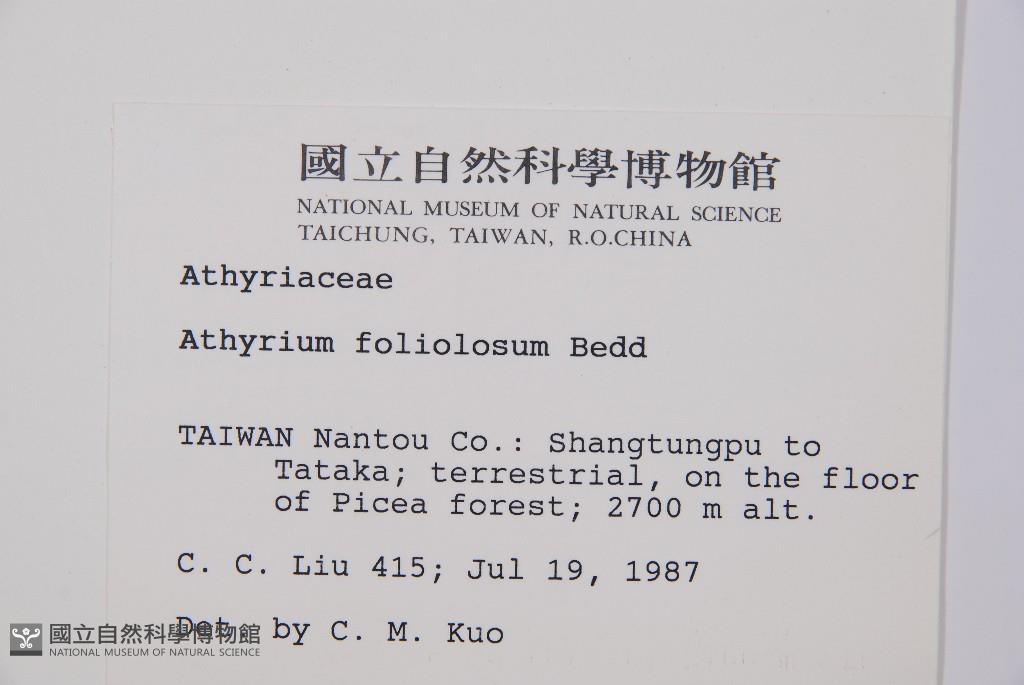 國立自然科學博物館
NATIONAL MUSEUM OF NATURAL SCIENCE
TAICHUNG, TAIWAN, R.O.CHINA
Athyriaceae
Athyrium foliolosum Bedd
TAIWAN Nantou Co.: Shangtungpu to
Tataka; terrestrial, on the floor
of Picea forest; 2700 m alt.
C. C. Liu 415; Jul 19, 1987
Det. by C. M. Kuo
國立自然科學博物館
NATIONAL MUSEUM OF NATURAL SCIENCE